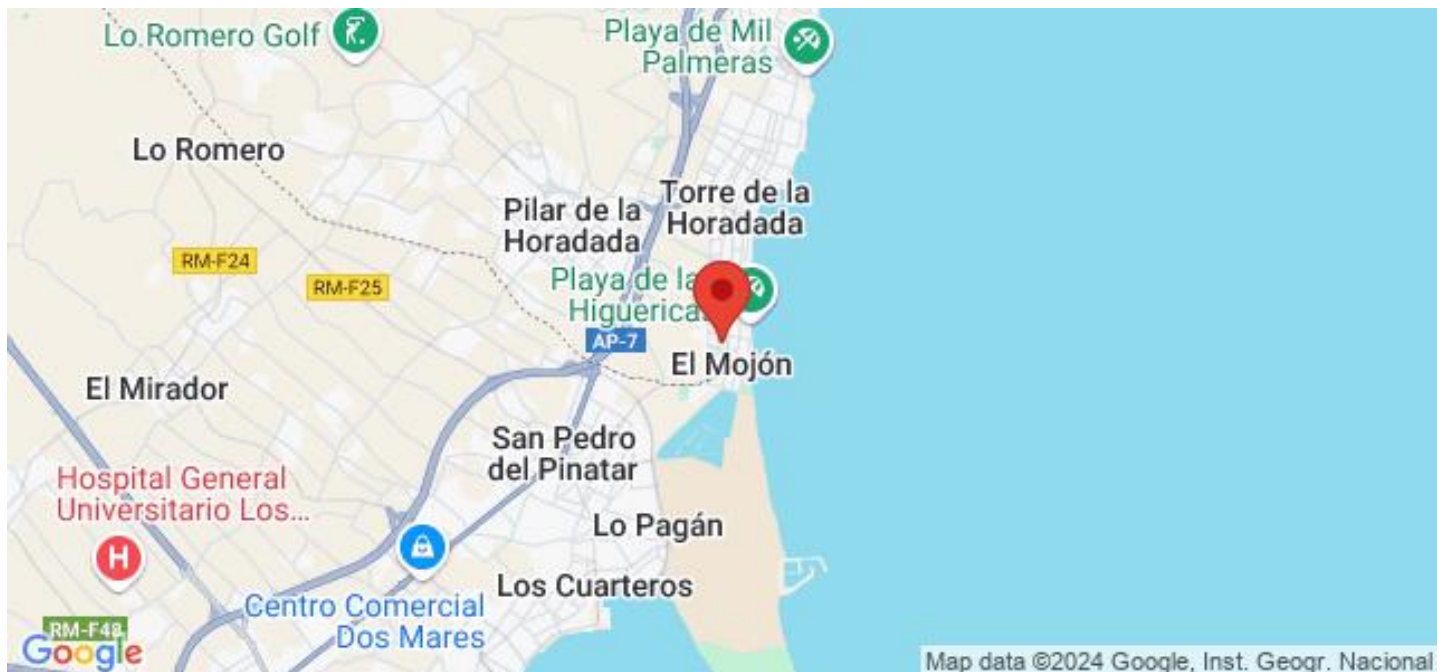 Lo Romero Golf
Playa de Mil
Palmeras
Lo Romero
Torre de la
Horadada
Pilar de la
Horadada
RM-F24
RM-F25
Playa de la
Higuerica
AP-7
El Mojón
El Mirador
San Pedro
del Pinatar
Hospital General
Universitario Los...
H
Lo Pagán
Los Cuarteros
Centro Comercial
Dos Mares
RM-F48
Google
Map data ©2024 Google, Inst. Geogr. Nacional